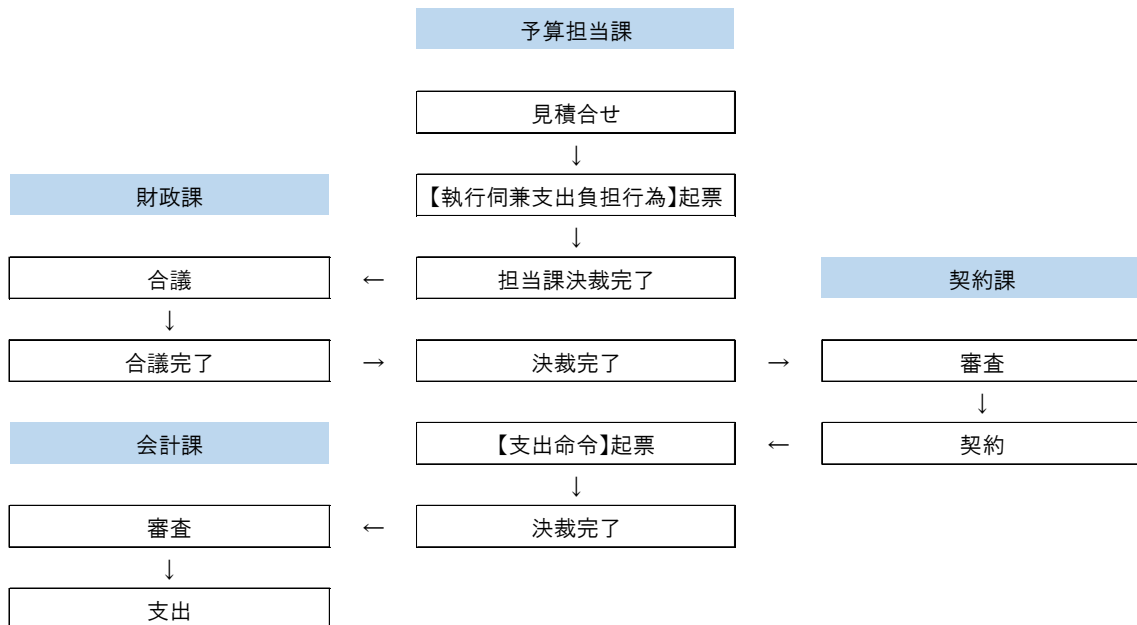 予算担当課
見積合せ
↓
財政課
【執行伺兼支出負担行為】起票
↓
合議
←
担当課決裁完了
契約課
↓
合議完了
→
決裁完了
→
審査
↓
会計課
【支出命令】起票
←
契約
↓
審査
←
決裁完了
↓
支出